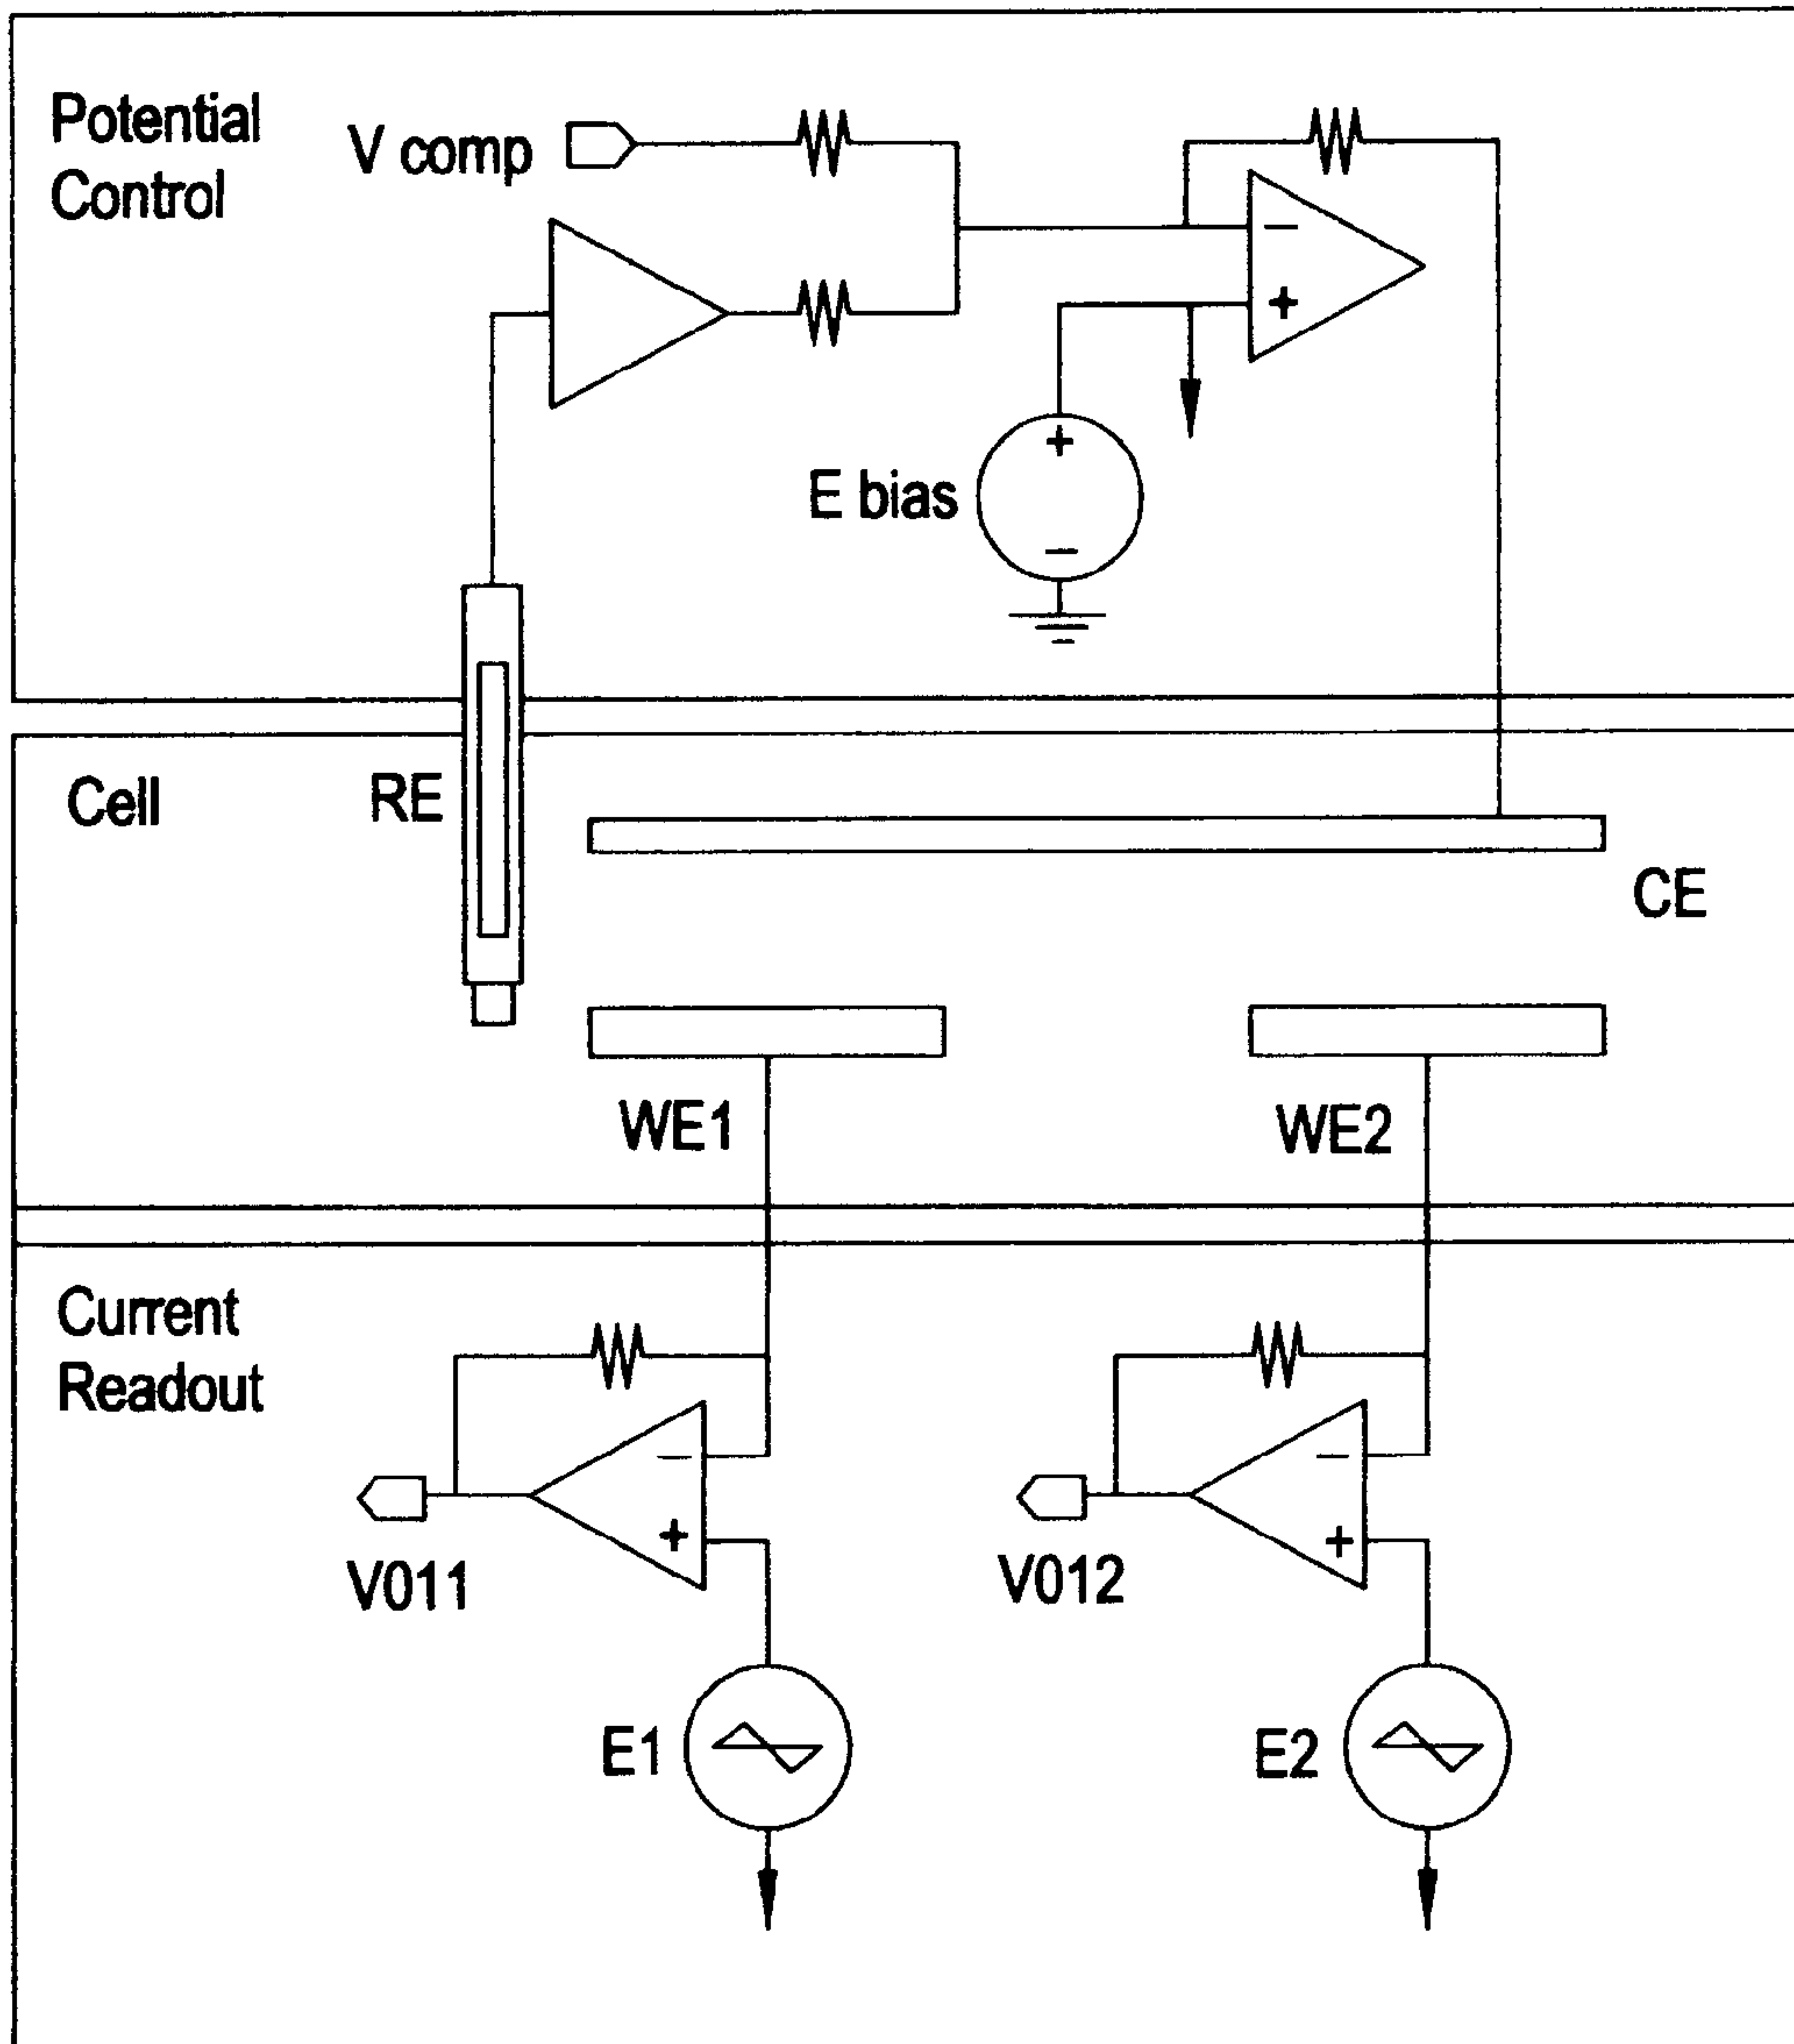 Potential
Control
V comp
−
+
+
E bias
−
Cell
RE
CE
WE1
WE2
Current
Readout
−
−
+
+
V011
V012
E1
E2